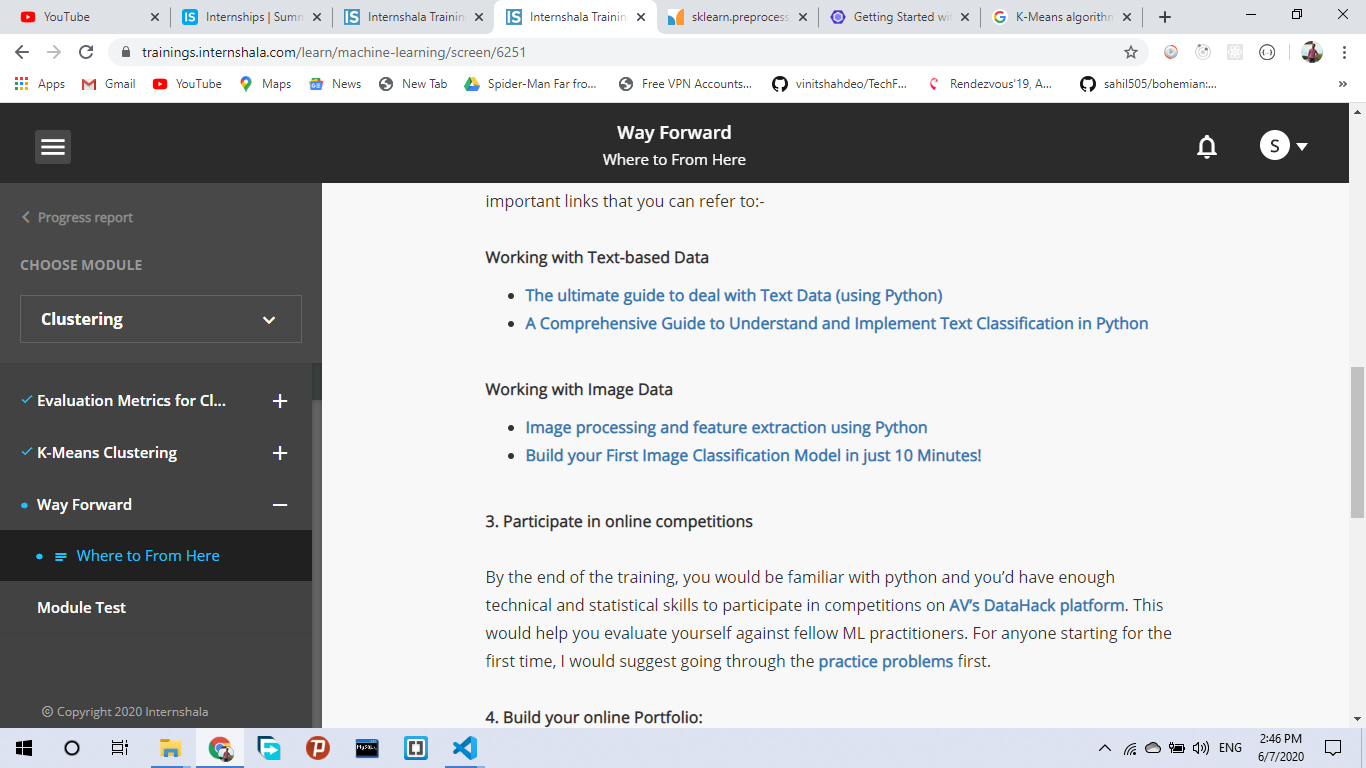 YouTube
Internships | Sum
Internshala Trainin
Internshala Trainin
sklearn.preprocess
Getting Started wi
K-Means algorithm
trainings.internshala.com/learn/machine-learning/screen/6251
Apps
Gmail
YouTube
Maps
News
New Tab
Spider-Man Far fro...
Free VPN Accounts...
vinitshahdeo/TechF...
Rendezvous'19, A...
sahil505/bohemian:...
Way Forward
Where to From Here
S
Progress report
CHOOSE MODULE
Clustering
Evaluation Metrics for Cl...
K-Means Clustering
Way Forward
Where to From Here
Module Test
© Copyright 2020 Internshala
important links that you can refer to:-
Working with Text-based Data
The ultimate guide to deal with Text Data (using Python)
A Comprehensive Guide to Understand and Implement Text Classification in Python
Working with Image Data
Image processing and feature extraction using Python
Build your First Image Classification Model in just 10 Minutes!
3. Participate in online competitions
By the end of the training, you would be familiar with python and you’d have enough
technical and statistical skills to participate in competitions on AV’s DataHack platform. This
would help you evaluate yourself against fellow ML practitioners. For anyone starting for the
first time, I would suggest going through the practice problems first.
4. Build your online Portfolio:
ENG
2:46 PM
6/7/2020